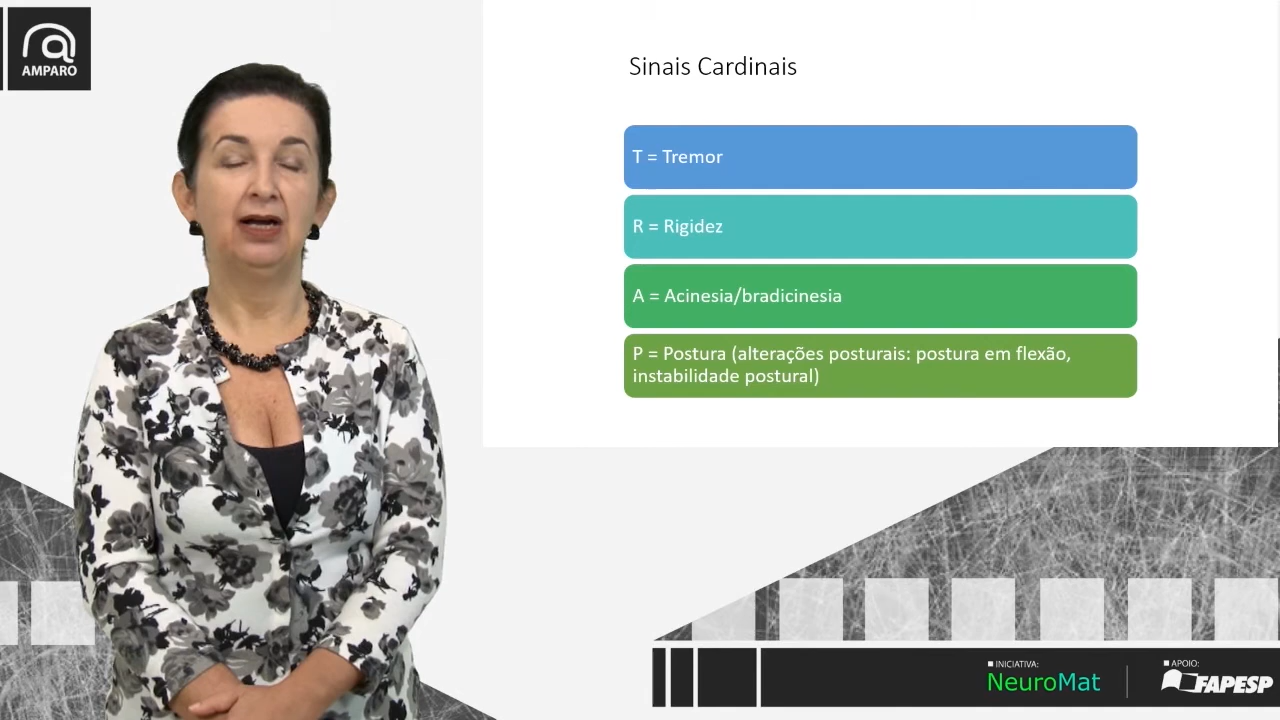 AMPARO
Sinais Cardinais
T = Tremor
R = Rigidez
A = Acinesia/bradicinesia
P = Postura (alterações posturais: postura em flexão,
instabilidade postural)
INICIATIVA:
NeuroMat
APOIO:
FAPESP